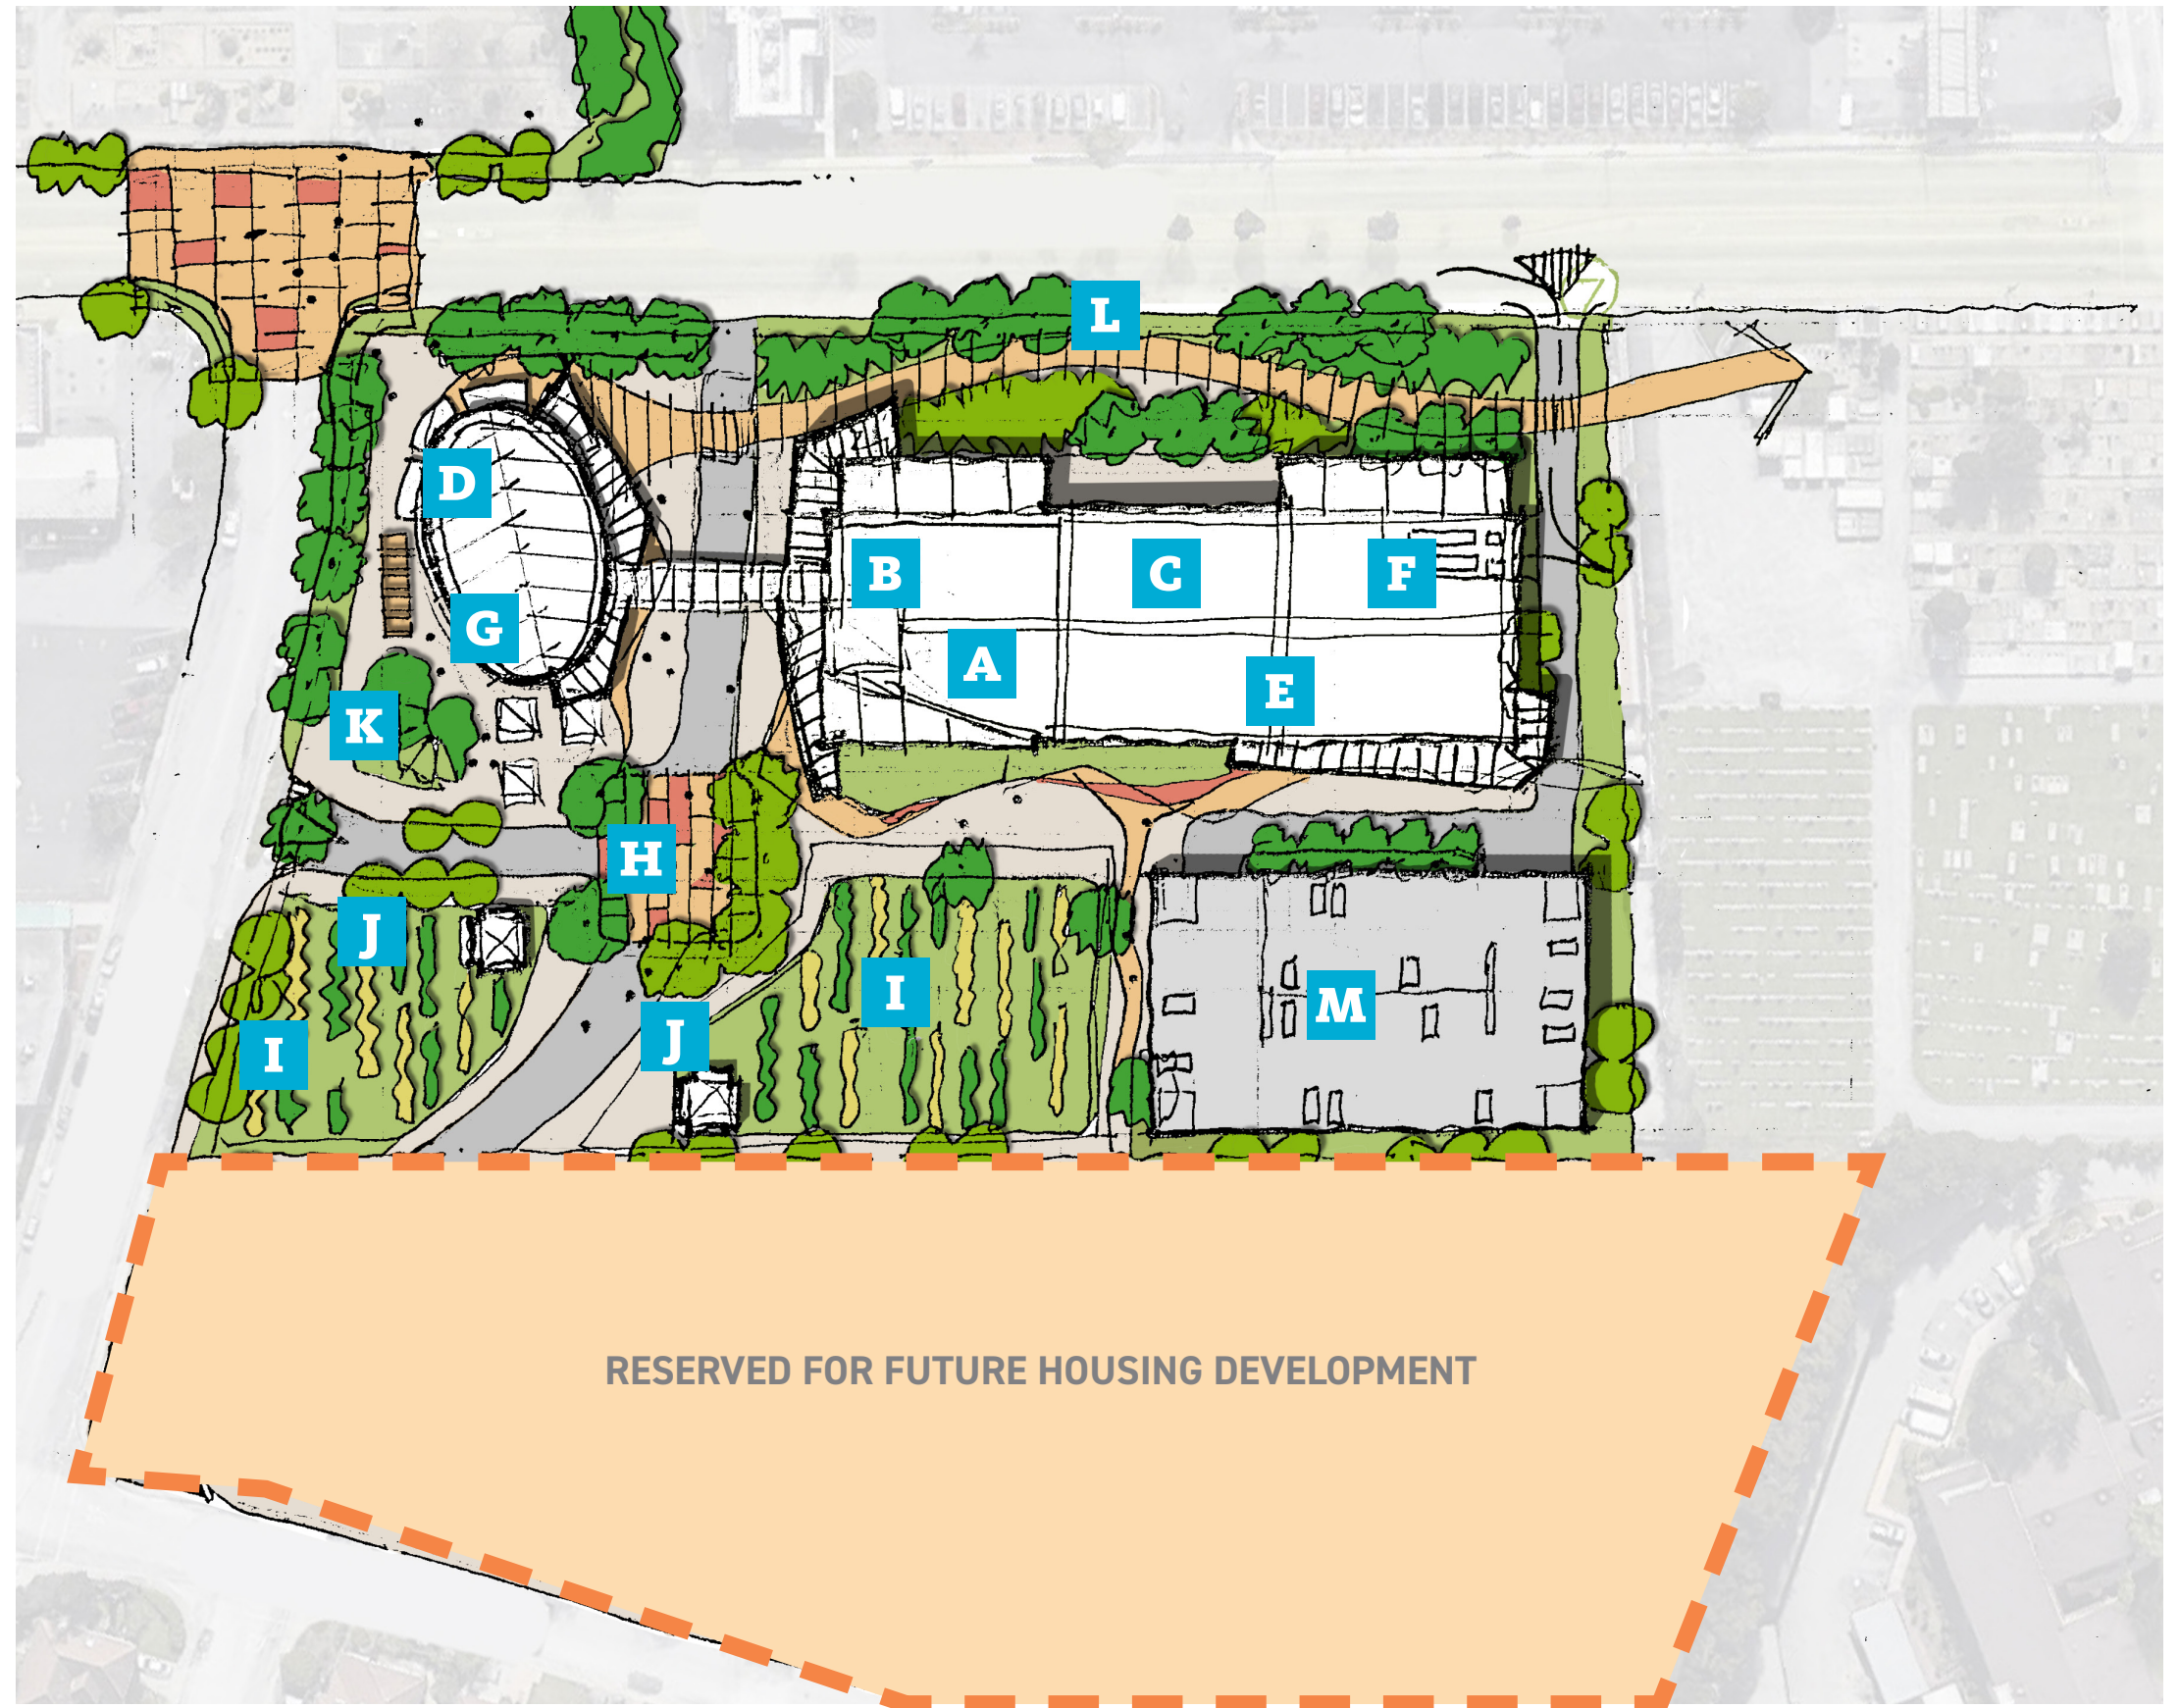 L
D
B
C
F
G
A
E
K
H
J
I
M
J
I
RESERVED FOR FUTURE HOUSING DEVELOPMENT